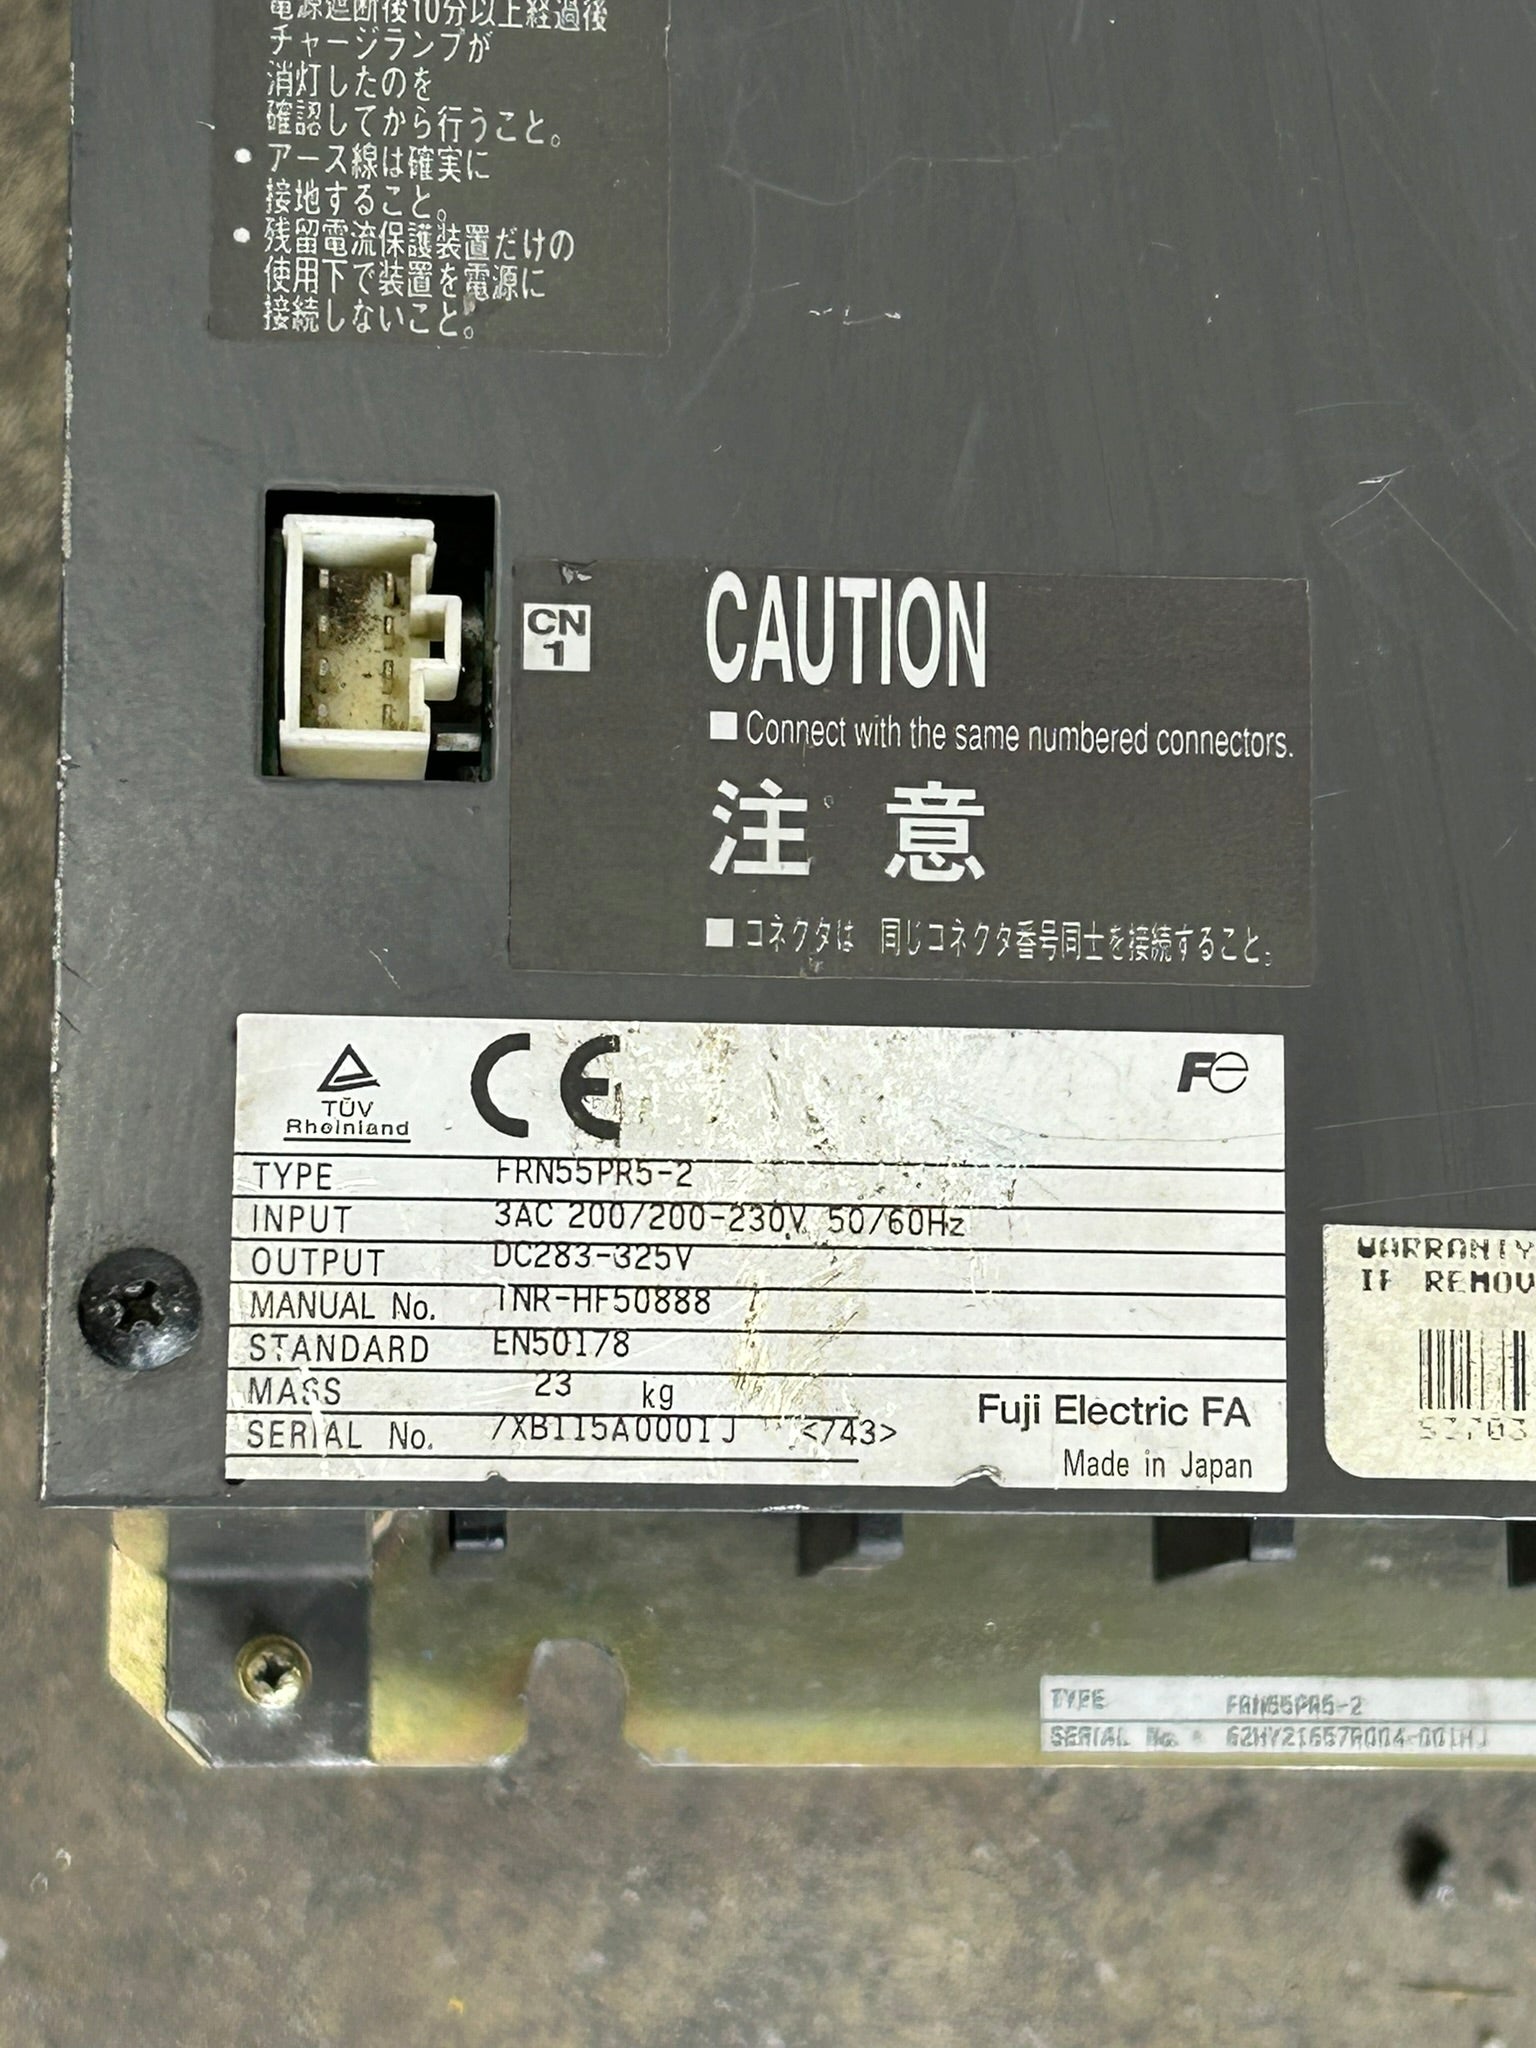 電源遮断後10分以上経過後
チャージランプが
消灯したのを
確認してから行うこと。
● アース線は確実に
接地すること。
● 残留電流保護装置だけの
使用下で装置を電源に
接続しないこと。
CN
1
CAUTION
■ Connect with the same numbered connectors.
注 意
■ コネクタは 同じコネクタ番号同士を接続すること。
TÜV
Rheinland
CE
Fe
TYPE FRN55PR5-2
INPUT 3AC 200/200-230V 50/60Hz
OUTPUT DC283-325V
MANUAL No. INR-HF50888
STANDARD EN50178
MASS 23 kg
SERIAL No. 7XB115A0001J <743>
Fuji Electric FA
Made in Japan
WARRANTY
IF REMOV
TYPE FRN55PR5-2
SERIAL No.